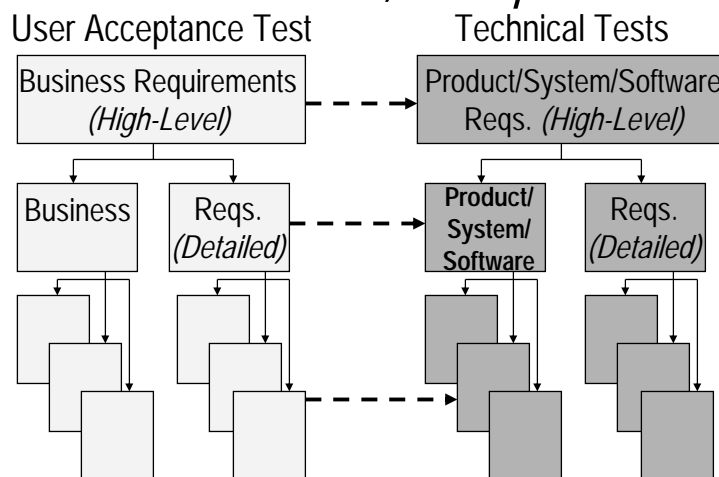 User Acceptance Test
Technical Tests
Business Requirements
(High-Level)
Product/System/Software
Reqs. (High-Level)
Business
Reqs.
(Detailed)
Product/
System/
Software
Reqs.
(Detailed)